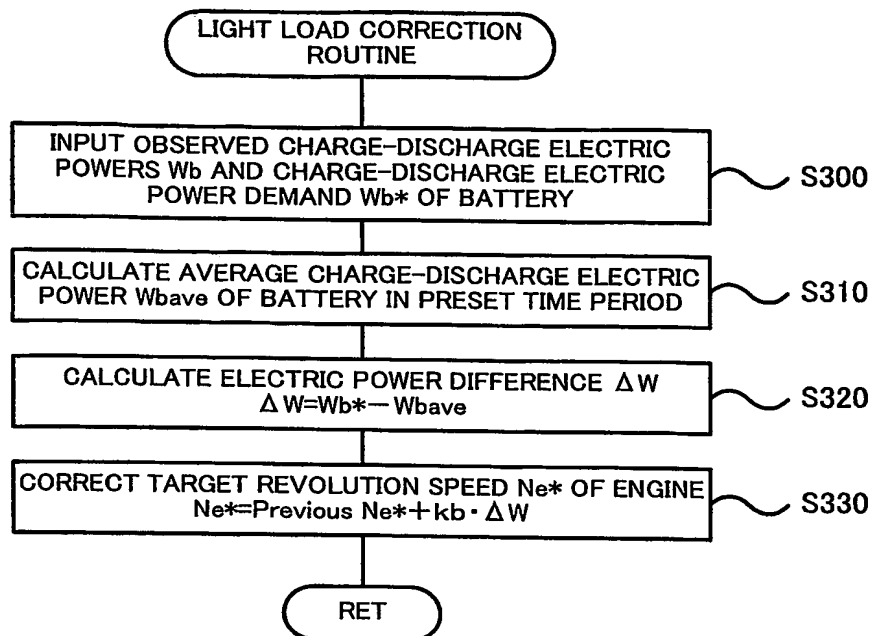 LIGHT LOAD CORRECTION
ROUTINE
INPUT OBSERVED CHARGE-DISCHARGE ELECTRIC
POWERS Wb AND CHARGE-DISCHARGE ELECTRIC
POWER DEMAND Wb* OF BATTERY
S300
CALCULATE AVERAGE CHARGE-DISCHARGE ELECTRIC
POWER Wbave OF BATTERY IN PRESET TIME PERIOD
S310
CALCULATE ELECTRIC POWER DIFFERENCE ΔW
ΔW=Wb*−Wbave
S320
CORRECT TARGET REVOLUTION SPEED Ne* OF ENGINE
Ne*=Previous Ne*+kb·ΔW
S330
RET